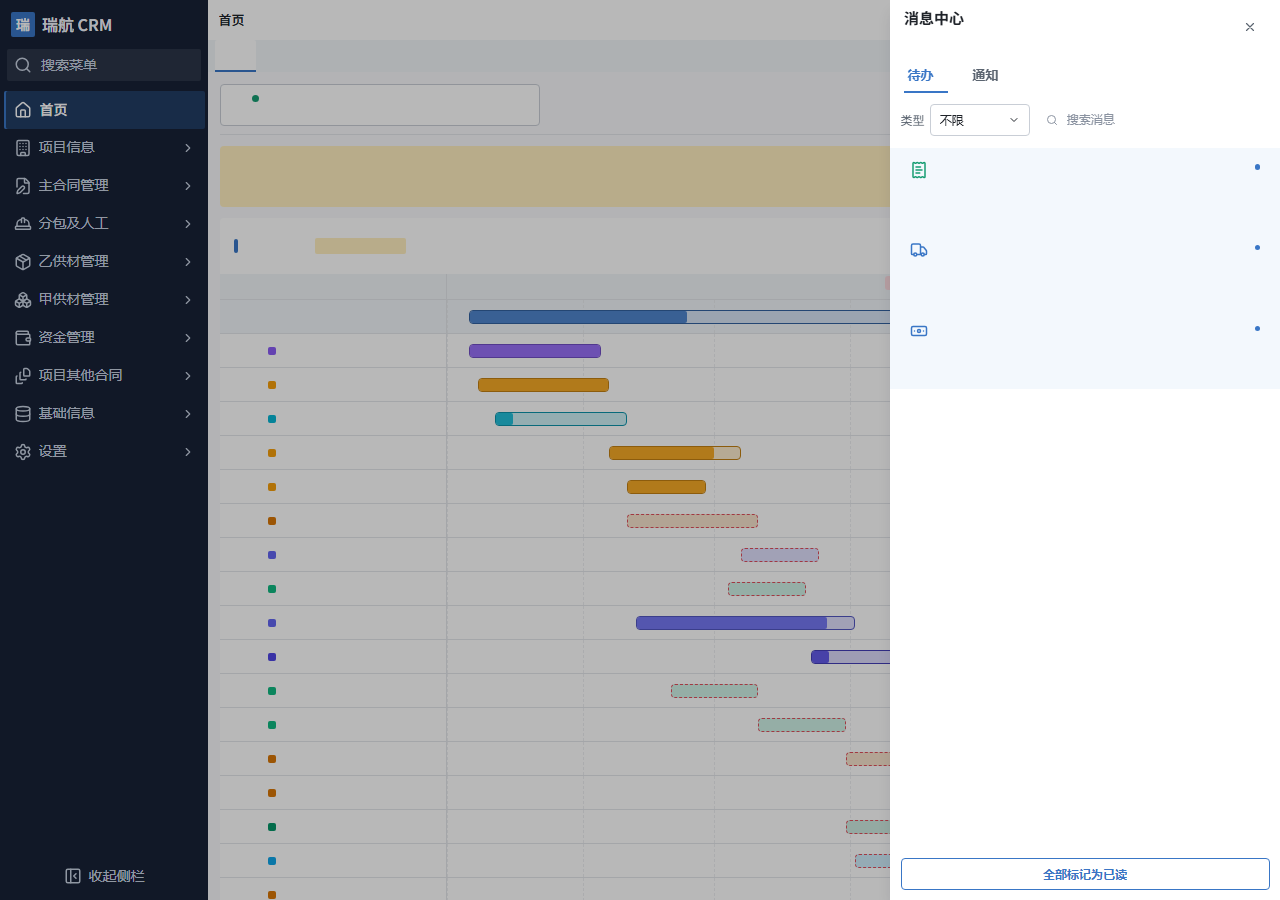 瑞 瑞航 CRM
搜索菜单
首页
项目信息
主合同管理
分包及人工
乙供材管理
甲供材管理
资金管理
项目其他合同
基础信息
设置
收起侧栏
首页
消息中心
待办 通知
类型 不限 搜索消息
全部标记为已读